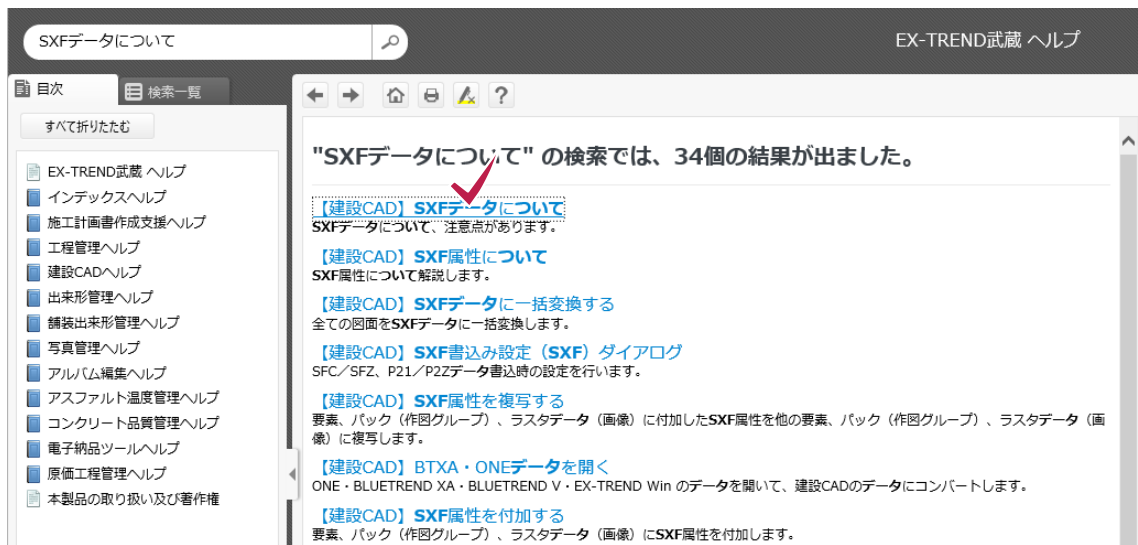 SXFデータについて
EX-TREND武蔵 ヘルプ
目次
検索一覧
すべて折りたたむ
EX-TREND武蔵 ヘルプ
インデックスヘルプ
施工計画書作成支援ヘルプ
工程管理ヘルプ
建設CADヘルプ
出来形管理ヘルプ
舗装出来形管理ヘルプ
写真管理ヘルプ
アルバム編集ヘルプ
アスファルト温度管理ヘルプ
コンクリート品質管理ヘルプ
電子納品ツールヘルプ
原価工程管理ヘルプ
本製品の取り扱い及び著作権
"SXFデータについて" の検索では、34個の結果が出ました。
【建設CAD】SXFデータについて
SXFデータについて、注意点があります。
【建設CAD】SXF属性について
SXF属性について解説します。
【建設CAD】SXFデータに一括変換する
全ての図面をSXFデータに一括変換します。
【建設CAD】SXF書込み設定（SXF）ダイアログ
SFC／SFZ、P21／P2Zデータ書込時の設定を行います。
【建設CAD】SXF属性を複写する
要素、パック（作図グループ）、ラスタデータ（画像）に付加したSXF属性を他の要素、パック（作図グループ）、ラスタデータ（画
像）に複写します。
【建設CAD】BTXA・ONEデータを開く
ONE・BLUETREND XA・BLUETREND V・EX-TREND Win のデータを開いて、建設CADのデータにコンバートします。
【建設CAD】SXF属性を付加する
要素、パック（作図グループ）、ラスタデータ（画像）にSXF属性を付加します。